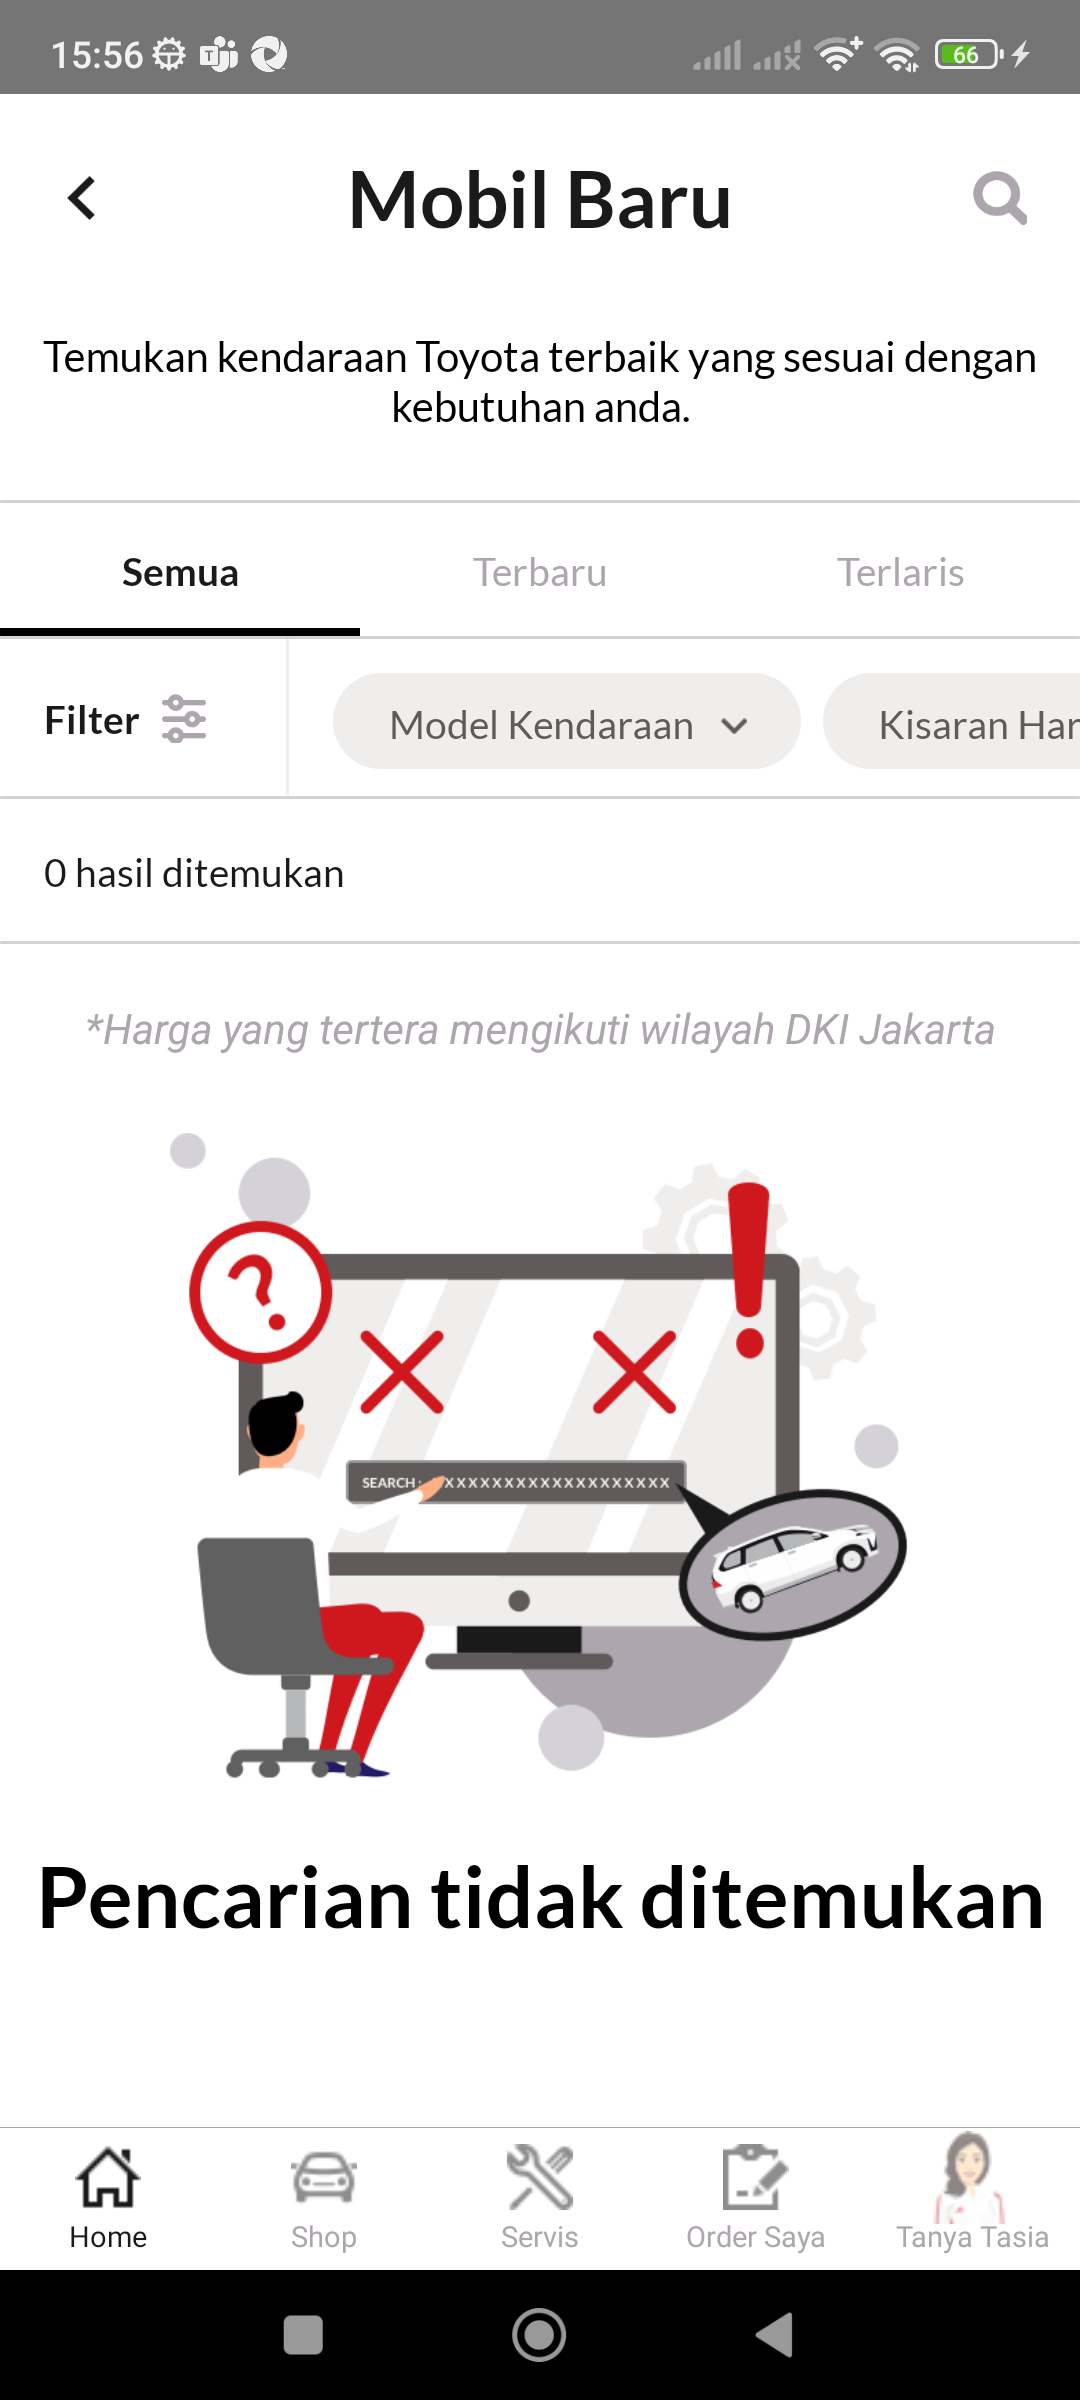 15:56
66
Mobil Baru
Temukan kendaraan Toyota terbaik yang sesuai dengan
kebutuhan anda.
Semua
Terbaru
Terlaris
Filter
Model Kendaraan
Kisaran Har
0 hasil ditemukan
*Harga yang tertera mengikuti wilayah DKI Jakarta
?
!
SEARCH: XXXXXXXXXXXXXXXXXXX
Pencarian tidak ditemukan
Home
Shop
Servis
Order Saya
Tanya Tasia